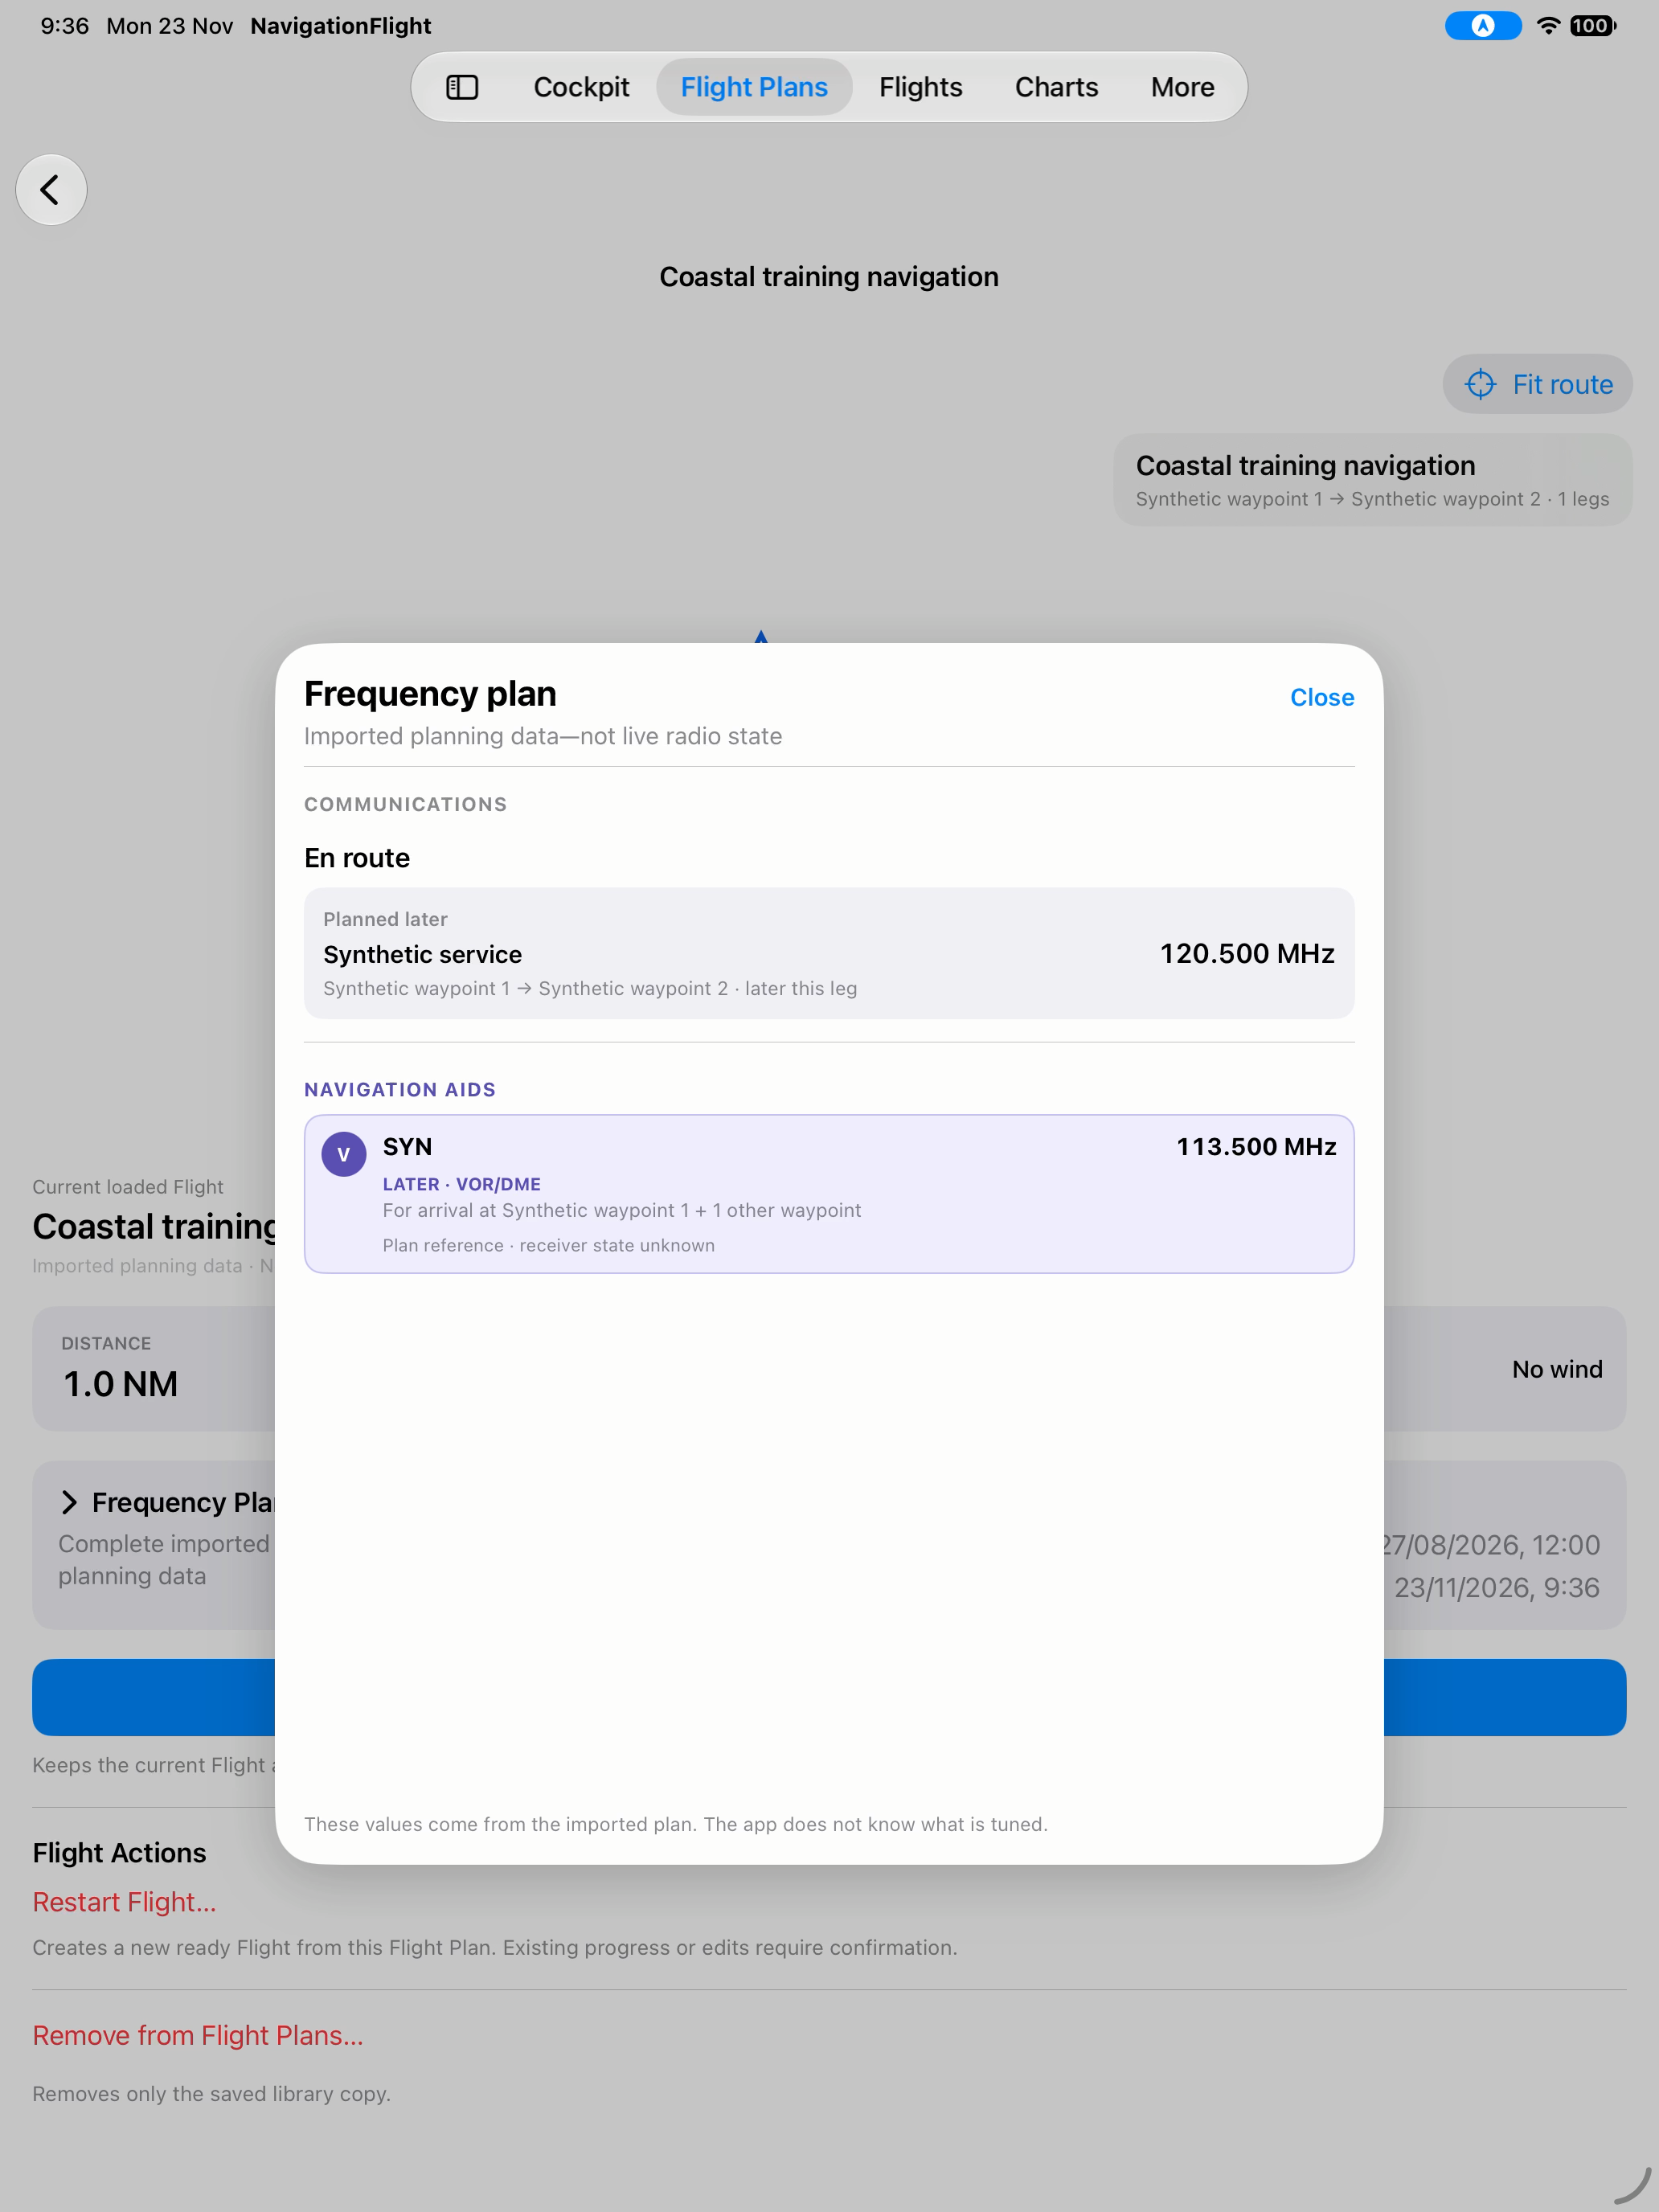 9:36 Mon 23 Nov NavigationFlight 100
Cockpit Flight Plans Flights Charts More
Coastal training navigation
Fit route
Coastal training navigation
Synthetic waypoint 1 → Synthetic waypoint 2 · 1 legs
Frequency plan
Close
Imported planning data—not live radio state
COMMUNICATIONS
En route
Planned later
Synthetic service 120.500 MHz
Synthetic waypoint 1 → Synthetic waypoint 2 · later this leg
NAVIGATION AIDS
V SYN 113.500 MHz
LATER · VOR/DME
For arrival at Synthetic waypoint 1 + 1 other waypoint
Plan reference · receiver state unknown
These values come from the imported plan. The app does not know what is tuned.
Current loaded Flight
Coastal training
Imported planning data ·
DISTANCE
1.0 NM
No wind
Frequency
Complete imported
planning data
27/08/2026, 12:00
23/11/2026, 9:36
Keeps the current Flight
Flight Actions
Restart Flight...
Creates a new ready Flight from this Flight Plan. Existing progress or edits require confirmation.
Remove from Flight Plans...
Removes only the saved library copy.